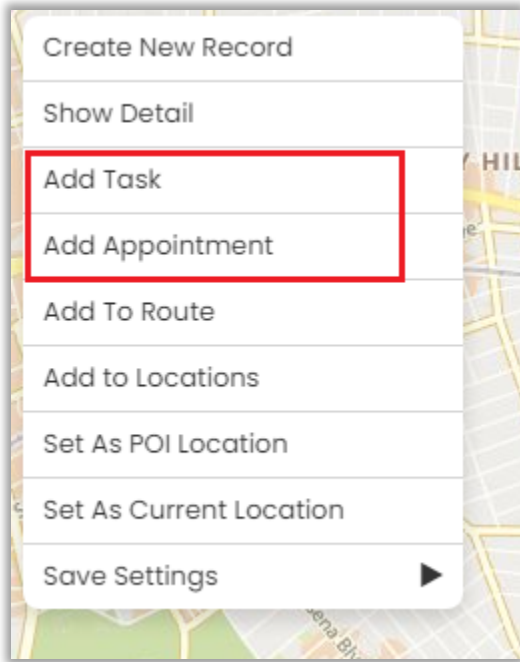 Create New Record
Show Detail
Add Task
Add Appointment
Add To Route
Add to Locations
Set As POI Location
Set As Current Location
Save Settings